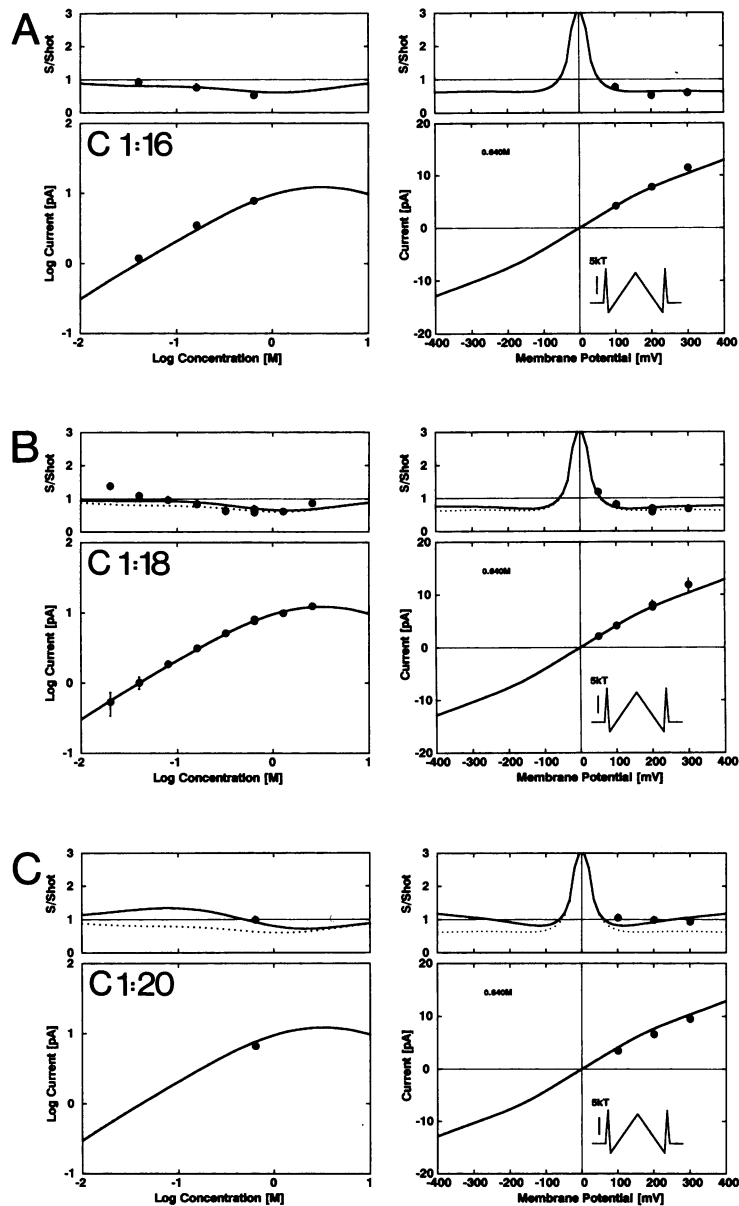 A
S/Shot
3
2
1
0
S/Shot
3
2
1
0
C 1:16
Log Current [pA]
2
1
0
-1
-2 -1 0 1
Log Concentration [M]
0.640M
Current [pA]
20
10
0
-10
-20
5kT
-400 -300 -200 -100 0 100 200 300 400
Membrane Potential [mV]
B
S/Shot
3
2
1
0
S/Shot
3
2
1
0
C 1:18
Log Current [pA]
2
1
0
-1
-2 -1 0 1
Log Concentration [M]
0.640M
Current [pA]
20
10
0
-10
-20
5kT
-400 -300 -200 -100 0 100 200 300 400
Membrane Potential [mV]
C
S/Shot
3
2
1
0
S/Shot
3
2
1
0
C 1:20
Log Current [pA]
2
1
0
-1
-2 -1 0 1
Log Concentration [M]
0.640M
Current [pA]
20
10
0
-10
-20
5kT
-400 -300 -200 -100 0 100 200 300 400
Membrane Potential [mV]